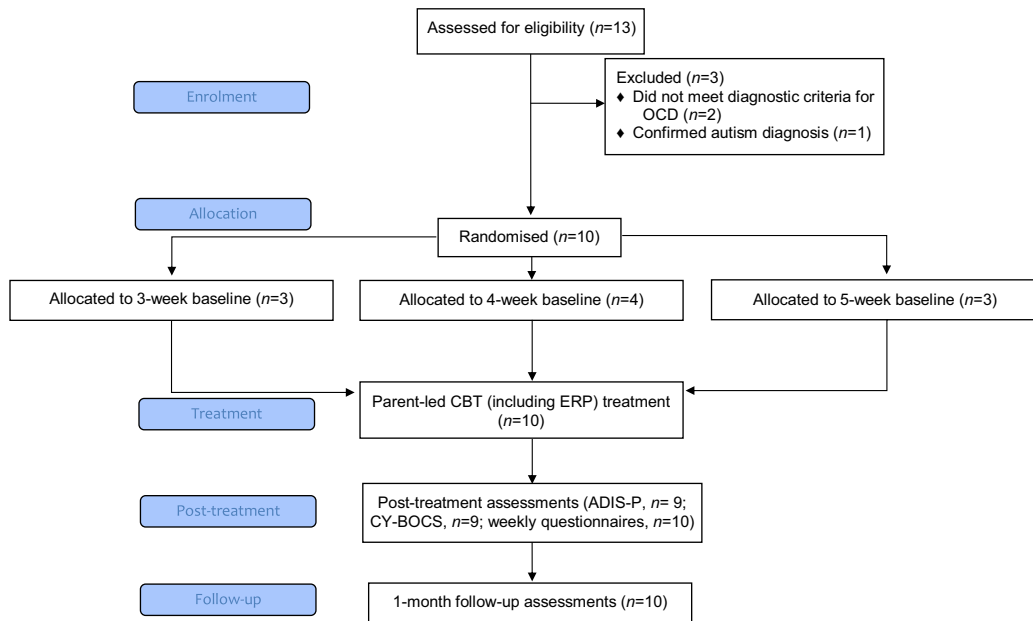 Assessed for eligibility (n=13)
Enrolment
Excluded (n=3)
♦ Did not meet diagnostic criteria for
OCD (n=2)
♦ Confirmed autism diagnosis (n=1)
Allocation
Randomised (n=10)
Allocated to 3-week baseline (n=3)
Allocated to 4-week baseline (n=4)
Allocated to 5-week baseline (n=3)
Treatment
Parent-led CBT (including ERP) treatment
(n=10)
Post-treatment
Post-treatment assessments (ADIS-P, n= 9;
CY-BOCS, n=9; weekly questionnaires, n=10)
Follow-up
1-month follow-up assessments (n=10)